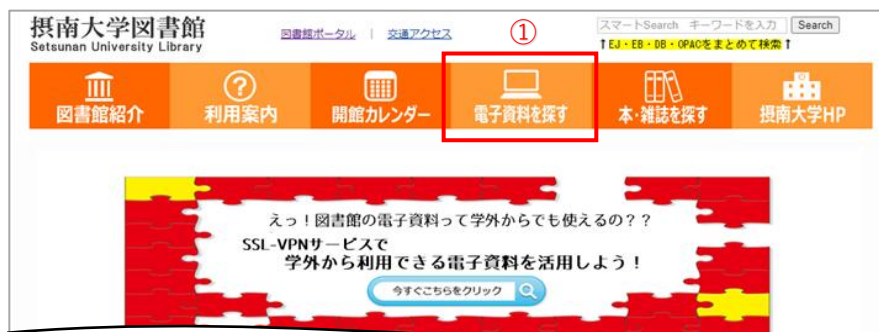 摂南大学図書館
Setsunan University Library
図書館ポータル | 交通アクセス
①
スマートSearch キーワードを入力 Search
↑EJ・EB・DB・OPACをまとめて検索↑
図書館紹介
利用案内
開館カレンダー
電子資料を探す
本・雑誌を探す
摂南大学HP
えっ!図書館の電子資料って学外からでも使えるの??
SSL-VPNサービスで
学外から利用できる電子資料を活用しよう!
今すぐこちらをクリック